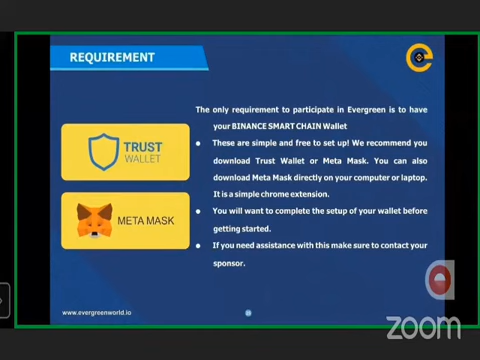 REQUIREMENT
The only requirement to participate in Evergreen is to have
your BINANCE SMART CHAIN Wallet
TRUST
WALLET
These are simple and free to set up! We recommend you
download Trust Wallet or Meta Mask. You can also
download Meta Mask directly on your computer or laptop.
It is a simple chrome extension.
META MASK
You will want to complete the setup of your wallet before
getting started.
If you need assistance with this make sure to contact your
sponsor.
www.evergreenworld.io
zoom